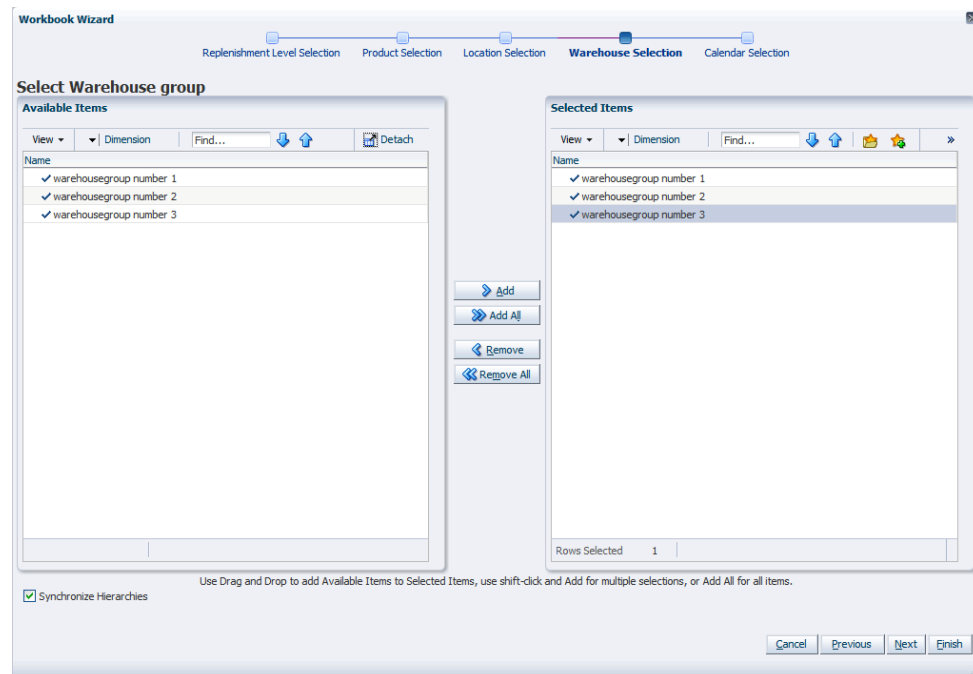 Workbook Wizard
Replenishment Level Selection Product Selection Location Selection Warehouse Selection Calendar Selection
Select Warehouse group
Available Items
View Dimension Find... Detach
Name
warehousegroup number 1
warehousegroup number 2
warehousegroup number 3
Add
Add All
Remove
Remove All
Selected Items
View Dimension Find... »
Name
warehousegroup number 1
warehousegroup number 2
warehousegroup number 3
Rows Selected 1
Use Drag and Drop to add Available Items to Selected Items, use shift-click and Add for multiple selections, or Add All for all items.
Synchronize Hierarchies
Cancel Previous Next Finish